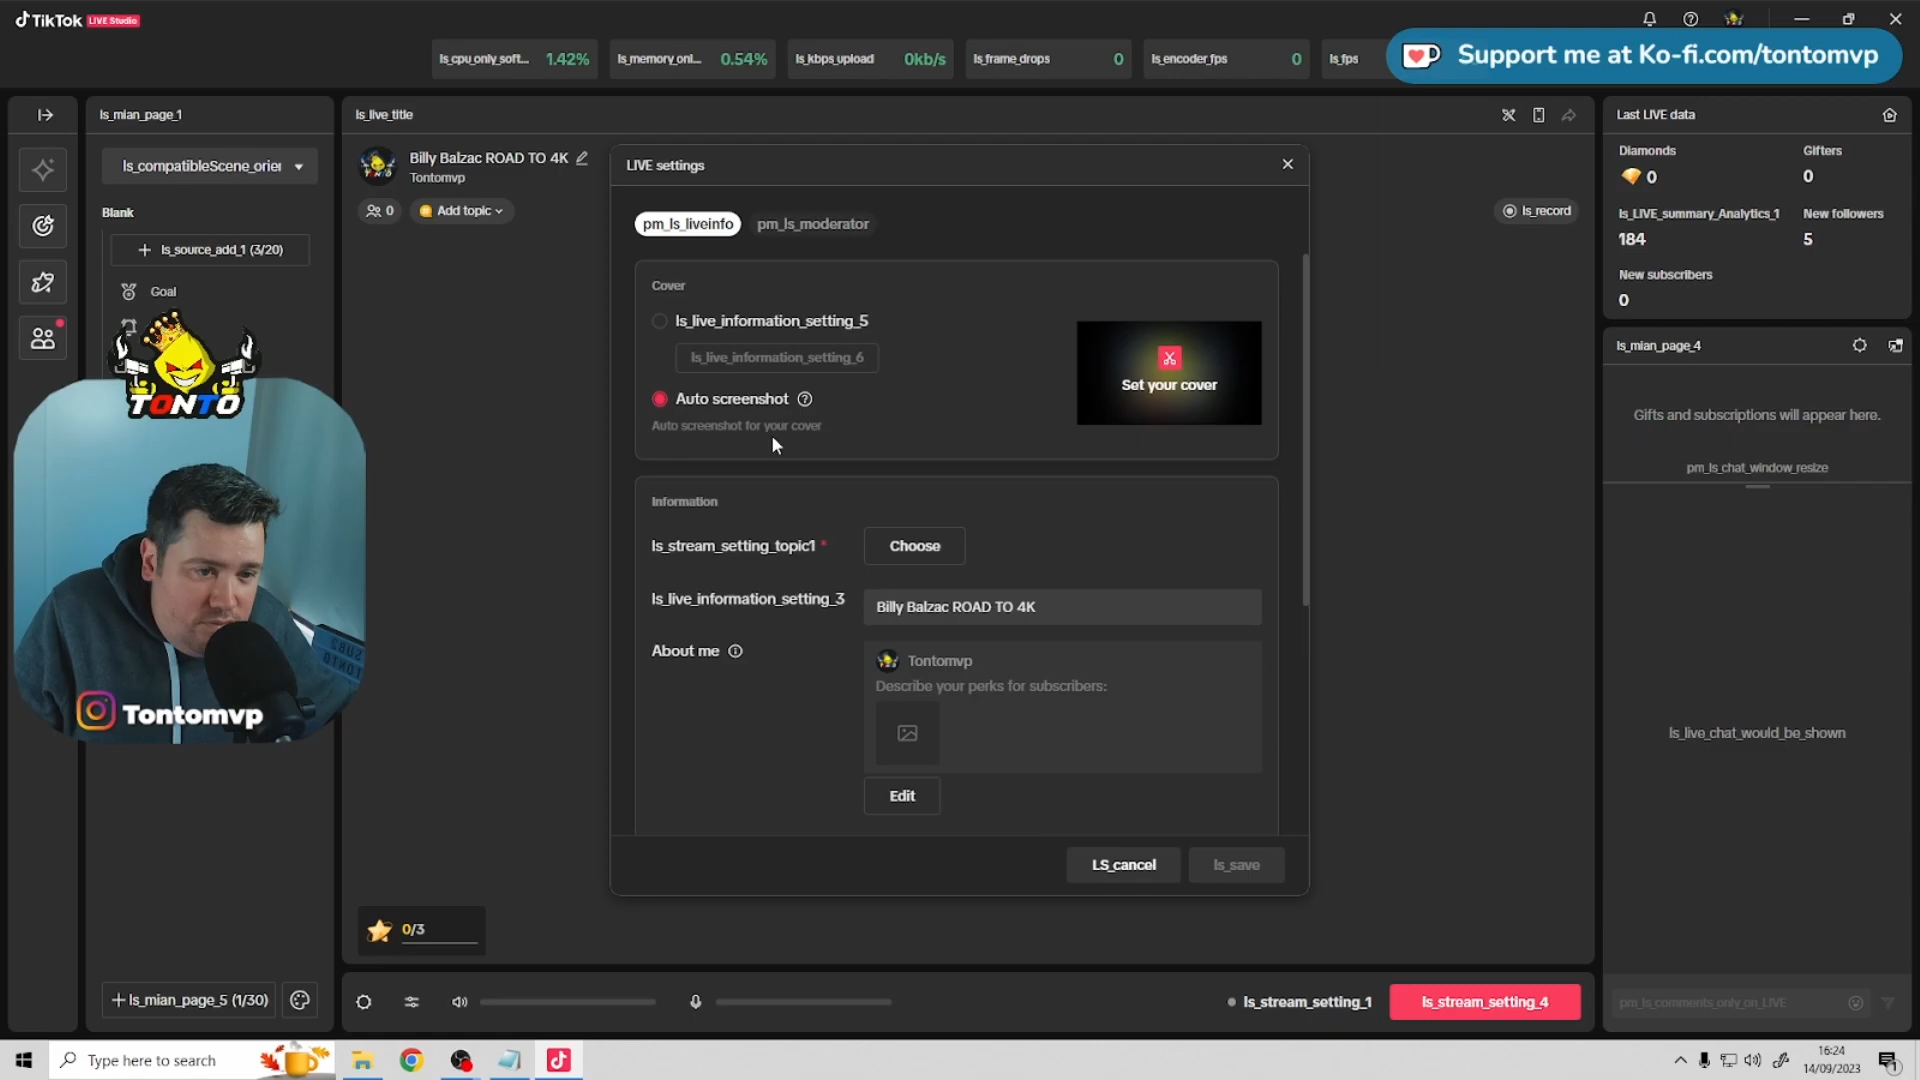 TikTok LIVE Studio
ls_cpu_only_soft... 1.42%
ls_memory_onl... 0.54%
ls_kbps_upload 0kb/s
ls_frame_drops 0
ls_encoder_fps 0
ls_fps
Support me at Ko-fi.com/tontomvp
ls_mian_page_1
ls_compatibleScene_orier
Blank
ls_source_add_1 (3/20)
Goal
TONTO
SUB2
TONTO
Tontomvp
+ ls_mian_page_5 (1/30)
ls_live_title
Billy Balzac ROAD TO 4K
Tontomvp
0
Add topic
ls_record
LIVE settings
pm_ls_liveinfo
pm_ls_moderator
Cover
ls_live_information_setting_5
ls_live_information_setting_6
Auto screenshot
Auto screenshot for your cover
Set your cover
Information
ls_stream_setting_topic1 *
Choose
ls_live_information_setting_3
Billy Balzac ROAD TO 4K
About me
Tontomvp
Describe your perks for subscribers:
Edit
LS_cancel
ls_save
0/3
ls_stream_setting_1
ls_stream_setting_4
Last LIVE data
Diamonds
Gifters
0
0
ls_LIVE_summary_Analytics_1
New followers
184
5
New subscribers
0
ls_mian_page_4
Gifts and subscriptions will appear here.
pm_ls_chat_window_resize
ls_live_chat_would_be_shown
pm_ls_comments_only_on_LIVE
Type here to search
16:24
14/09/2023
1